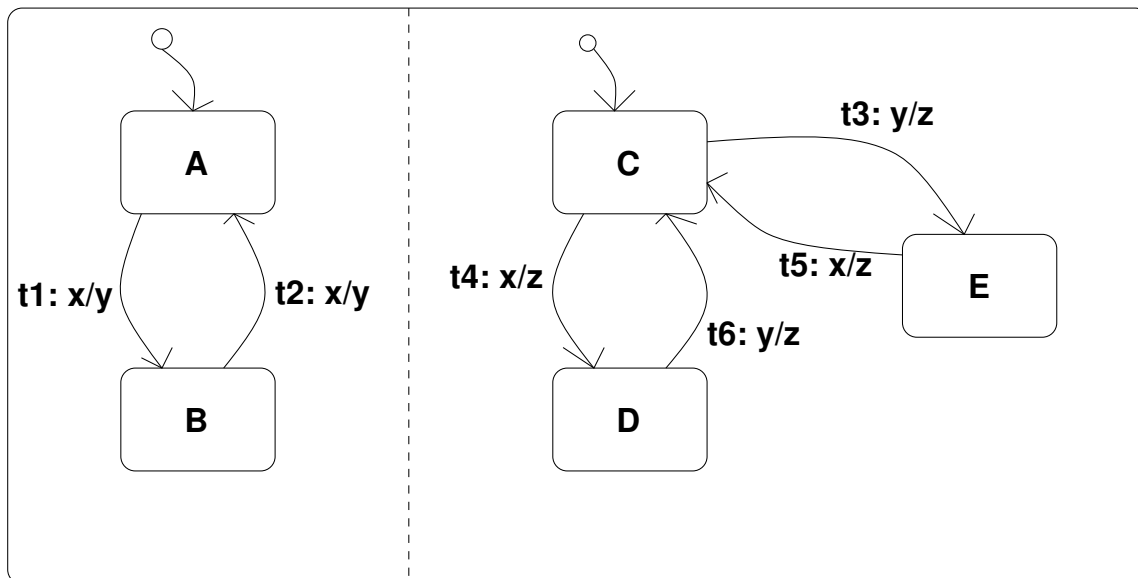 t3: y/z
A
C
t5: x/z
t4: x/z
E
t1: x/y
t2: x/y
t6: y/z
B
D